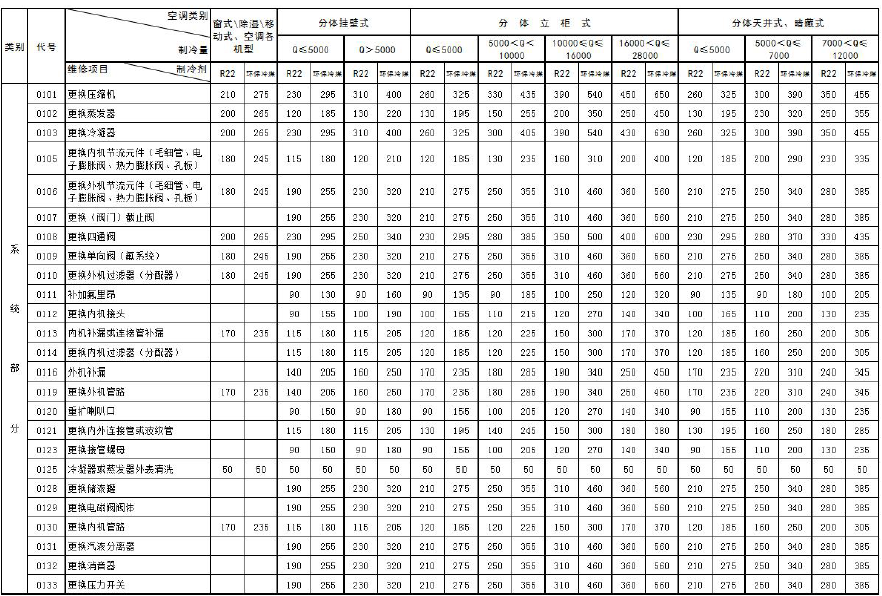 类别 代号 空调类别 制冷量 维修项目 制冷剂 窗式\除湿\移动式、空调各机型 分体挂壁式 分体立柜式 分体天井式、暗藏式
Q≤5000 Q＞5000 Q≤5000 5000＜Q＜10000 10000≤Q≤16000 16000＜Q≤28000 Q≤5000 5000＜Q≤7000 7000＜Q≤12000
R22 环保冷媒 R22 环保冷媒 R22 环保冷媒 R22 环保冷媒 R22 环保冷媒 R22 环保冷媒 R22 环保冷媒 R22 环保冷媒 R22 环保冷媒 R22 环保冷媒
系统部分
0101 更换压缩机 210 275 230 295 310 400 260 325 330 435 390 540 450 650 260 325 300 390 350 455
0102 更换蒸发器 200 265 120 185 130 220 130 195 150 255 200 350 250 450 130 195 230 320 250 355
0103 更换冷凝器 200 265 230 295 310 400 260 325 300 405 390 540 430 630 260 325 300 390 350 455
0105 更换内机节流元件（毛细管、电子膨胀阀、热力膨胀阀、孔板） 180 245 115 180 120 210 120 185 130 235 160 310 200 400 120 185 200 290 230 335
0106 更换外机节流元件（毛细管、电子膨胀阀、热力膨胀阀、孔板） 180 245 190 255 230 320 210 275 250 355 310 460 360 560 210 275 250 340 280 385
0107 更换（阀门）截止阀 190 255 230 320 210 275 250 355 310 460 360 560 210 275 250 340 280 385
0108 更换四通阀 200 265 230 295 250 340 230 295 280 385 350 500 400 600 230 295 280 370 330 435
0109 更换单向阀（氟系统） 180 245 190 255 230 320 210 275 250 355 310 460 360 560 210 275 250 340 280 385
0110 更换外机过滤器（分配器） 180 245 190 255 230 320 210 275 250 355 310 460 360 560 210 275 250 340 280 385
0111 补加氟里昂 90 130 90 160 90 135 90 185 100 250 120 320 90 135 90 180 100 205
0112 更换内机接头 90 155 100 190 100 165 110 215 120 270 140 340 100 165 110 200 130 235
0113 内机补漏或连接管补漏 170 235 115 180 115 205 120 185 120 225 150 300 170 370 120 185 160 250 200 305
0114 更换内机过滤器（分配器） 115 180 115 205 120 185 120 225 150 300 170 370 120 185 160 250 200 305
0116 外机补漏 140 205 160 250 170 235 180 285 190 340 250 450 170 235 220 310 240 345
0119 更换外机管路 170 235 140 205 160 250 170 235 180 285 190 340 250 450 170 235 220 310 240 345
0120 重扩喇叭口 90 150 90 180 90 155 100 205 120 270 140 340 90 155 110 200 130 235
0121 更换内外连接管或波纹管 115 180 115 205 130 195 140 245 150 300 180 380 130 195 160 250 180 285
0123 更换接管螺母 90 150 90 180 90 155 100 205 120 270 140 340 90 155 110 200 130 235
0125 冷凝器或蒸发器外表清洗 50 50 50 50 50 50 50 50 50 50 50 50 50 50 50 50 50 50 50 50
0128 更换储液罐 190 255 230 320 210 275 250 355 310 460 360 560 210 275 250 340 280 385
0129 更换电磁阀阀体 190 255 230 320 210 275 250 355 310 460 360 560 210 275 250 340 280 385
0130 更换内机管路 170 235 115 180 115 205 120 185 120 225 150 300 170 370 120 185 160 250 200 305
0131 更换汽液分离器 190 255 230 320 210 275 250 355 310 460 360 560 210 275 250 340 280 385
0132 更换消音器 190 255 230 320 210 275 250 355 310 460 360 560 210 275 250 340 280 385
0133 更换压力开关 190 255 230 320 210 275 250 355 310 460 360 560 210 275 250 340 280 385